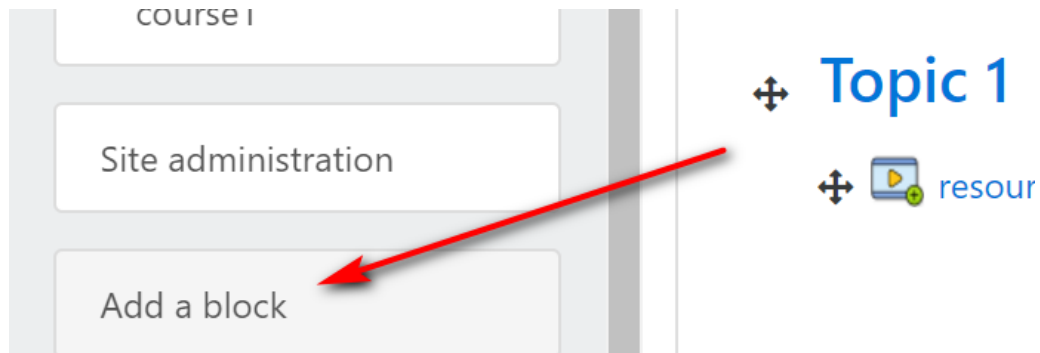 course1
Site administration
Add a block
Topic 1
resour